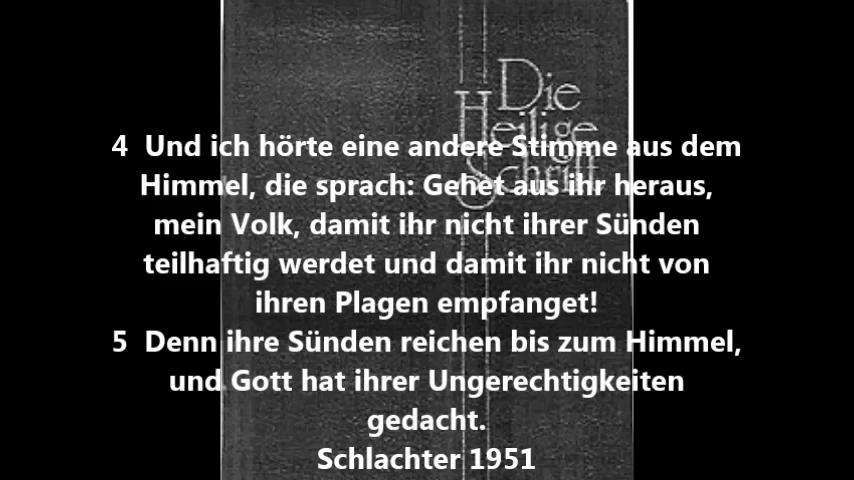 Die
Heilige
Schrift
4 Und ich hörte eine andere Stimme aus dem
Himmel, die sprach: Gehet aus ihr heraus,
mein Volk, damit ihr nicht ihrer Sünden
teilhaftig werdet und damit ihr nicht von
ihren Plagen empfanget!
5 Denn ihre Sünden reichen bis zum Himmel,
und Gott hat ihrer Ungerechtigkeiten
gedacht.
Schlachter 1951